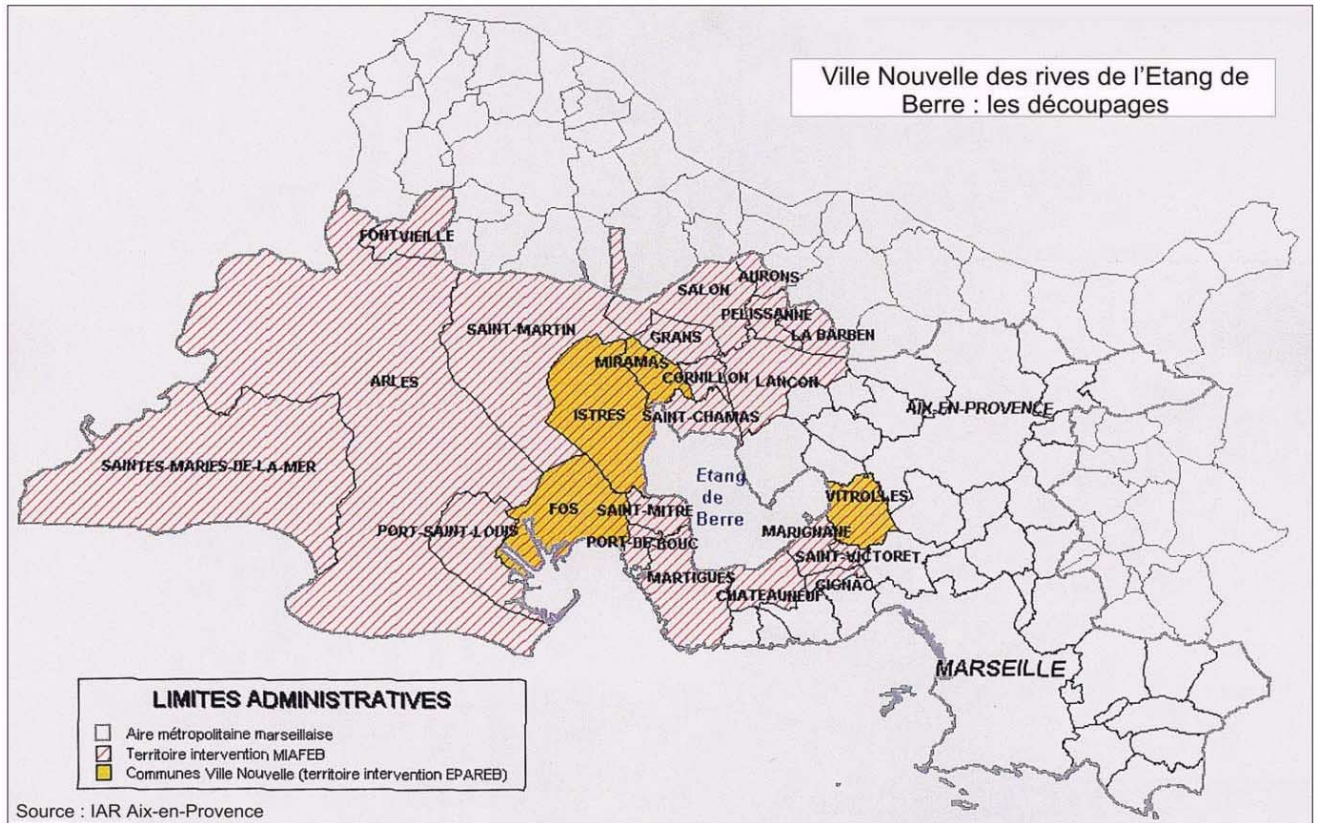 Ville Nouvelle des rives de l'Etang de
Berre : les découpages
FONTVIEILLE
AURONS
SALON
PELISSANNE
SAINT-MARTIN
GRANS
LA BARBEN
MIRAMAS
CORNILLON
LANCON
ARLES
ISTRES
SAINT-CHAMAS
AIX-EN-PROVENCE
SAINTES-MARIES-DE-LA-MER
Etang
de
Berre
VITROLLES
FOS
SAINT-MITRE
PORT-SAINT-LOUIS
MARIGNANE
PORT-DE-BOUC
SAINT-VICTORET
MARTIGUES
GIGNAC
CHATEAUNEUF
MARSEILLE
LIMITES ADMINISTRATIVES
Aire métropolitaine marseillaise
Territoire intervention MIAFEB
Communes Ville Nouvelle (territoire intervention EPAREB)
Source : IAR Aix-en-Provence